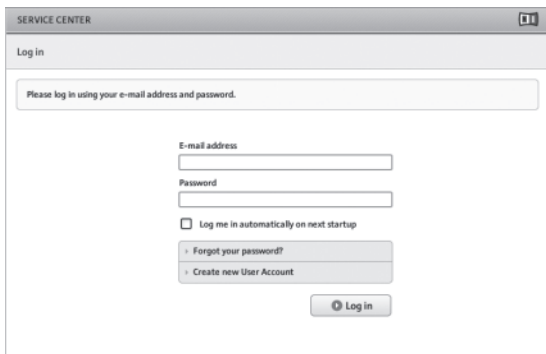 SERVICE CENTER
Log in
Please log in using your e-mail address and password.
E-mail address
Password
Log me in automatically on next startup
Forgot your password?
Create new User Account
Log in